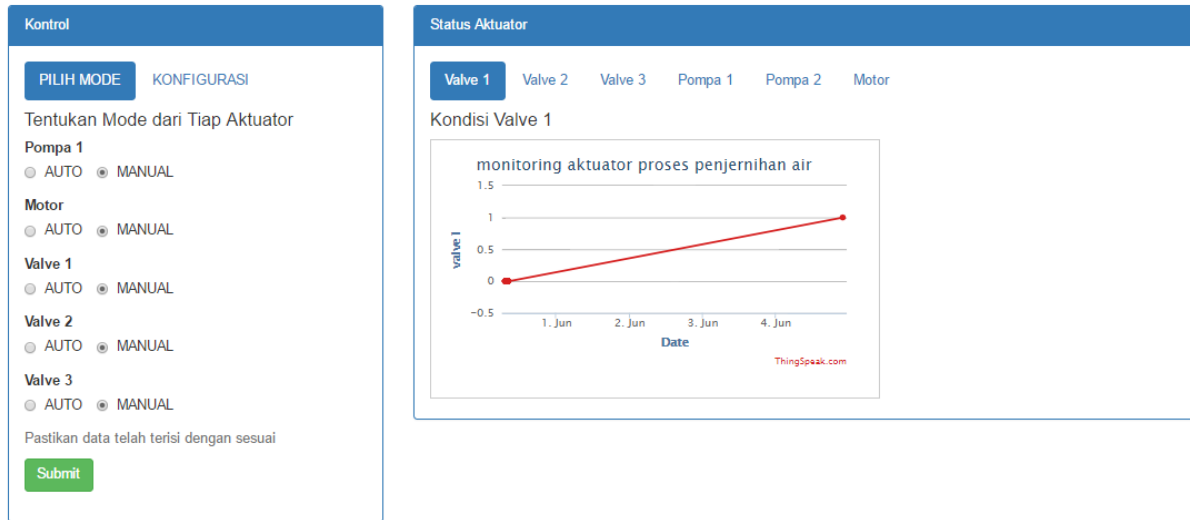 Kontrol
PILIH MODE KONFIGURASI
Tentukan Mode dari Tiap Aktuator
Pompa 1
AUTO MANUAL
Motor
AUTO MANUAL
Valve 1
AUTO MANUAL
Valve 2
AUTO MANUAL
Valve 3
AUTO MANUAL
Pastikan data telah terisi dengan sesuai
Submit
Status Aktuator
Valve 1 Valve 2 Valve 3 Pompa 1 Pompa 2 Motor
Kondisi Valve 1
monitoring aktuator proses penjernihan air
1.5
1
0.5
0
−0.5
valve 1
1. Jun 2. Jun 3. Jun 4. Jun
Date
ThingSpeak.com